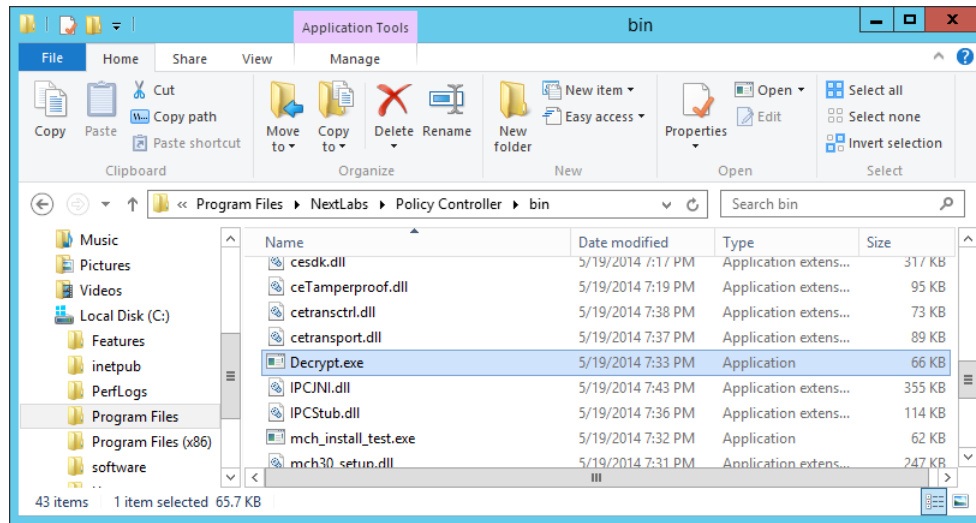 Application Tools bin
File Home Share View Manage
Copy Paste Cut Copy path Paste shortcut
Move to Copy to Delete Rename
New folder New item Easy access
Properties Open Edit
Select all Select none Invert selection
Clipboard Organize New Open Select
« Program Files NextLabs Policy Controller bin Search bin
Music
Pictures
Videos
Local Disk (C:)
Features
inetpub
PerfLogs
Program Files
Program Files (x86)
software
Name Date modified Type Size
cesdk.dll 5/19/2014 7:17 PM Application extens... 317 KB
ceTamperproof.dll 5/19/2014 7:19 PM Application extens... 95 KB
cetransctrl.dll 5/19/2014 7:38 PM Application extens... 73 KB
cetransport.dll 5/19/2014 7:37 PM Application extens... 89 KB
Decrypt.exe 5/19/2014 7:33 PM Application 66 KB
IPCJNI.dll 5/19/2014 7:43 PM Application extens... 355 KB
IPCStub.dll 5/19/2014 7:36 PM Application extens... 114 KB
mch_install_test.exe 5/19/2014 7:32 PM Application 62 KB
mch30_setup.dll 5/19/2014 7:31 PM Application extens... 247 KB
43 items 1 item selected 65.7 KB